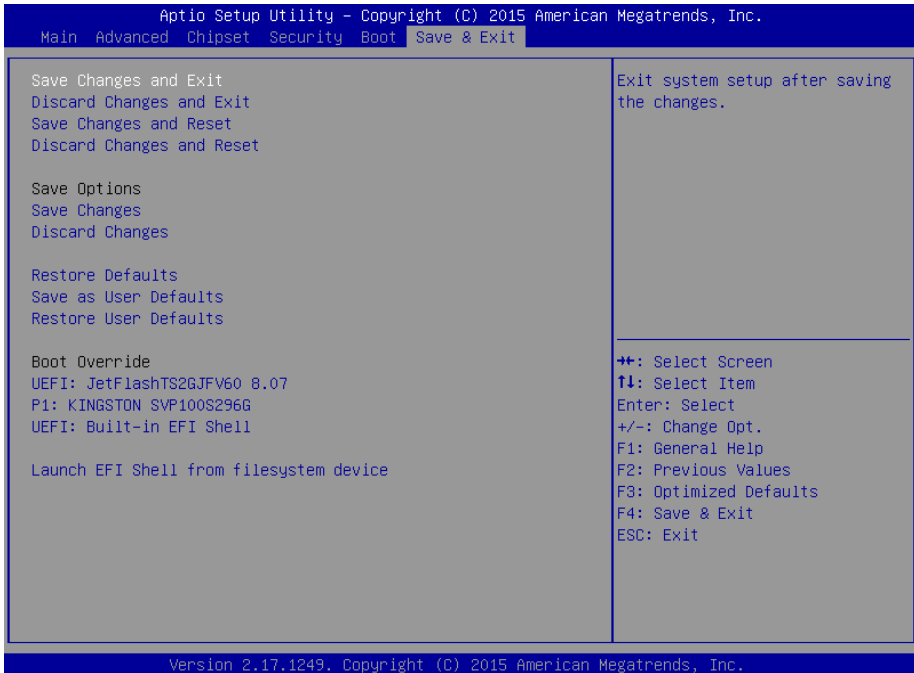 Aptio Setup Utility – Copyright (C) 2015 American Megatrends, Inc.
Main Advanced Chipset Security Boot Save & Exit
Save Changes and Exit
Discard Changes and Exit
Save Changes and Reset
Discard Changes and Reset
Save Options
Save Changes
Discard Changes
Restore Defaults
Save as User Defaults
Restore User Defaults
Boot Override
UEFI: JetFlashTS2GJFV60 8.07
P1: KINGSTON SVP100S296G
UEFI: Built-in EFI Shell
Launch EFI Shell from filesystem device
Exit system setup after saving
the changes.
→←: Select Screen
↑↓: Select Item
Enter: Select
+/-: Change Opt.
F1: General Help
F2: Previous Values
F3: Optimized Defaults
F4: Save & Exit
ESC: Exit
Version 2.17.1249. Copyright (C) 2015 American Megatrends, Inc.